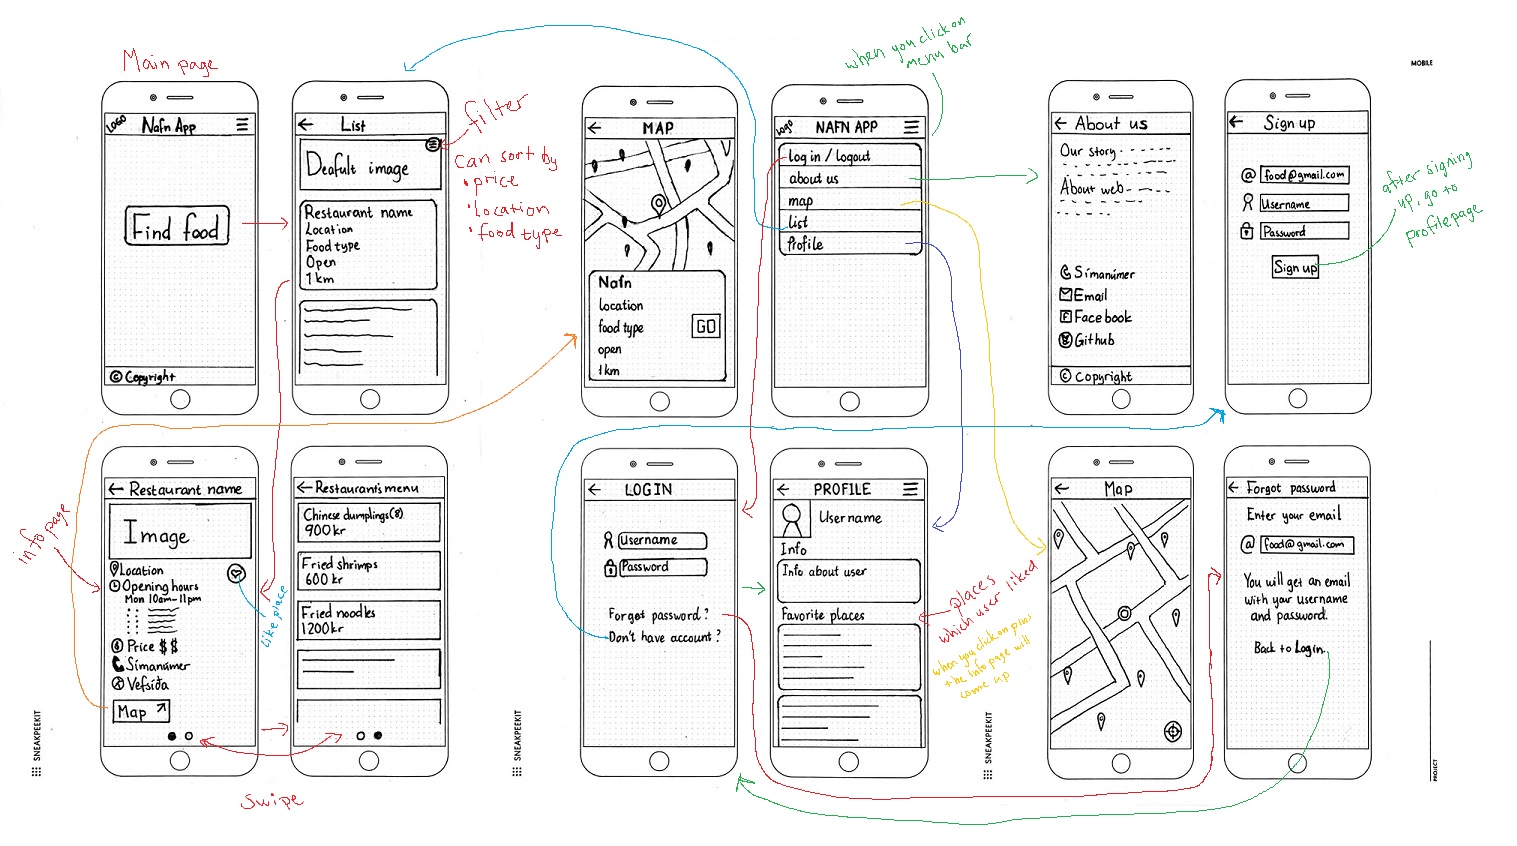 Main page
LOGO
Nafn App
Find food
© Copyright
List
Deafult image
Restaurant name
Location
Food type
Open
1 km
filter
Can sort by
• price
• location
• food type
MAP
Nafn
location
food type
GO
open
1km
when you click on
menu bar
LOGO
NAFN APP
log in / logout
about us
map
list
Profile
About us
Our story
About web
Símanúmer
Email
Facebook
Github
© Copyright
Sign up
@ food@gmail.com
Username
Password
Sign up
after signing
up, go to
profile page
MOBILE
info page
Restaurant name
Image
Location
Opening hours
Mon 10am-11pm
Price $$
Símanúmer
Vefsíða
Map
Like place
Swipe
Restaurant's menu
Chinese dumplings(8)
900kr
Fried shrimps
600 kr
Fried noodles
1200kr
LOGIN
Username
Password
Forgot password?
Don't have account?
PROFILE
Username
Info
Info about user
Favorite places
places
which user liked
when you click on pins
the info page will
come up
Map
Forgot password
Enter your email
@ food@gmail.com
You will get an email
with your username
and password.
Back to Login.
SNEAKPEEKIT
SNEAKPEEKIT
SNEAKPEEKIT
PROJECT